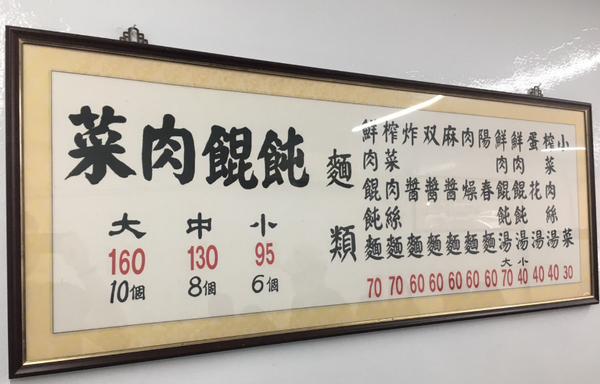 菜肉餛飩
大 中 小
160 130 95
10個 8個 6個
麵類
鮮肉餛飩麵 70
榨菜肉絲麵 70
炸醬麵 60
双醬麵 60
麻醬麵 60
肉燥麵 60
陽春麵 60
鮮肉餛飩湯 大 70
鮮肉餛飩湯 小 40
蛋花湯 40
榨菜肉絲湯 40
小菜 30